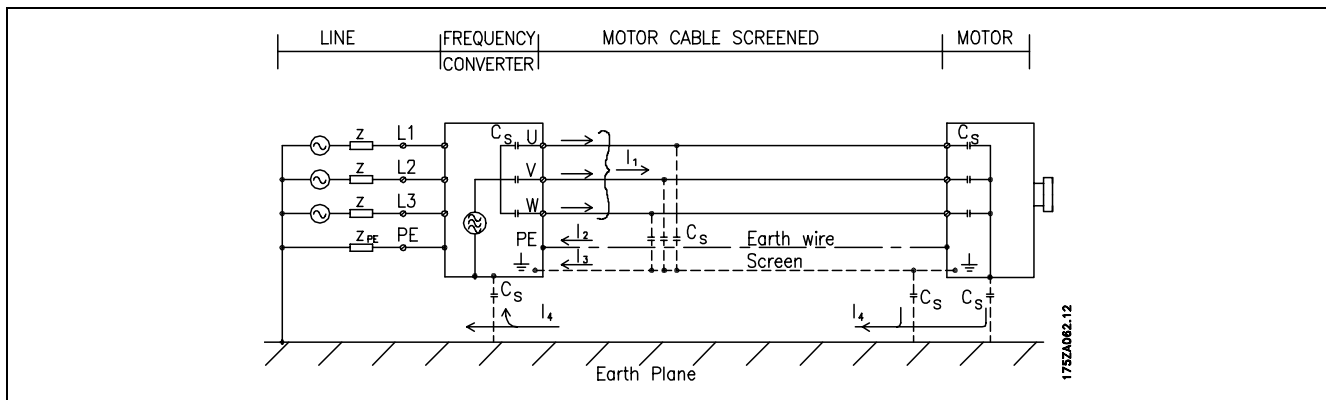 LINE FREQUENCY MOTOR CABLE SCREENED MOTOR
CONVERTER
z L1 C_S U C_S
I_1
z L2 V
z L3 W
Z_PE PE PE I_2 C_S Earth wire
I_3 Screen
C_S C_S C_S
I_4 I_4
Earth Plane
175ZA062.12